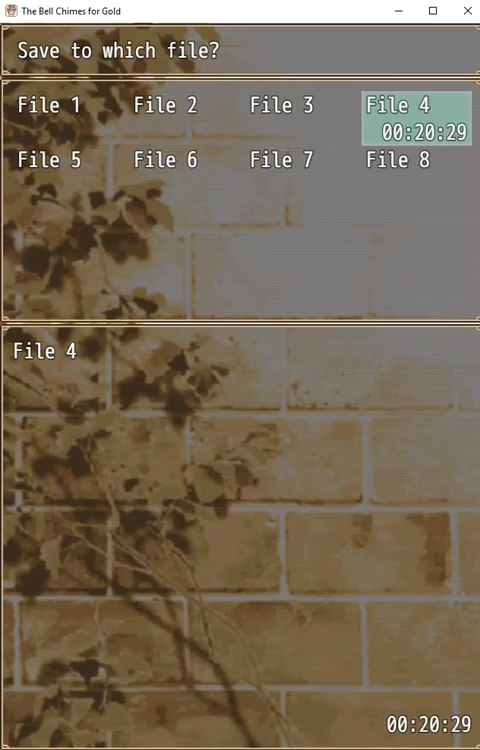 The Bell Chimes for Gold
Save to which file?
File 1 File 2 File 3 File 4
00:20:29
File 5 File 6 File 7 File 8
File 4
00:20:29